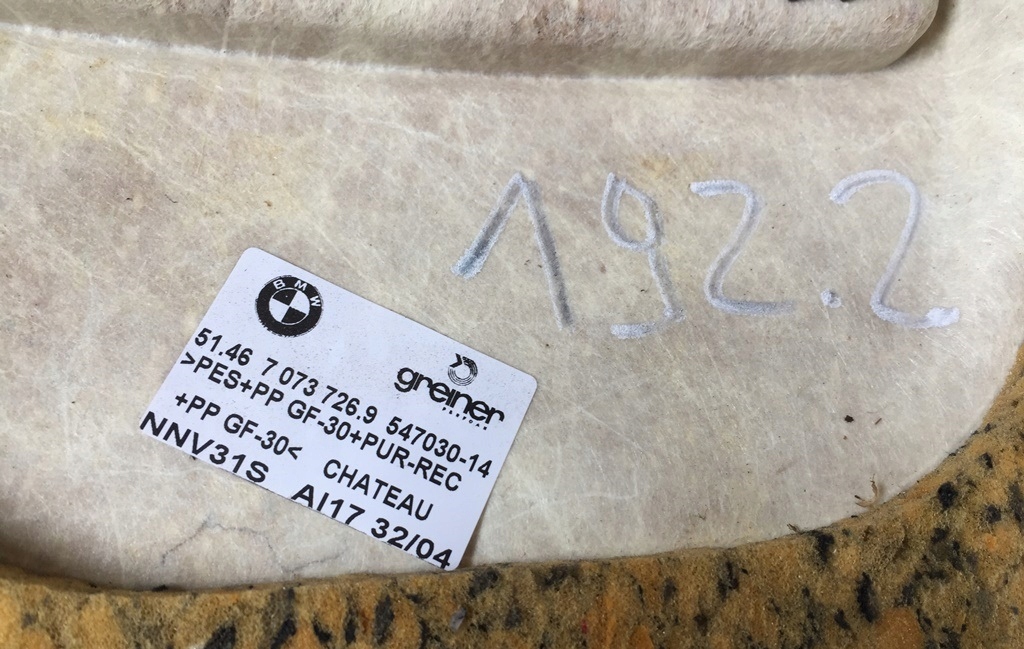 192.2
BMW
greiner
PERFOAM
51.46 7 073 726.9 547030-14
>PES+PP GF-30+PUR-REC
+PP GF-30< CHATEAU
NNV31S AI17 32/04